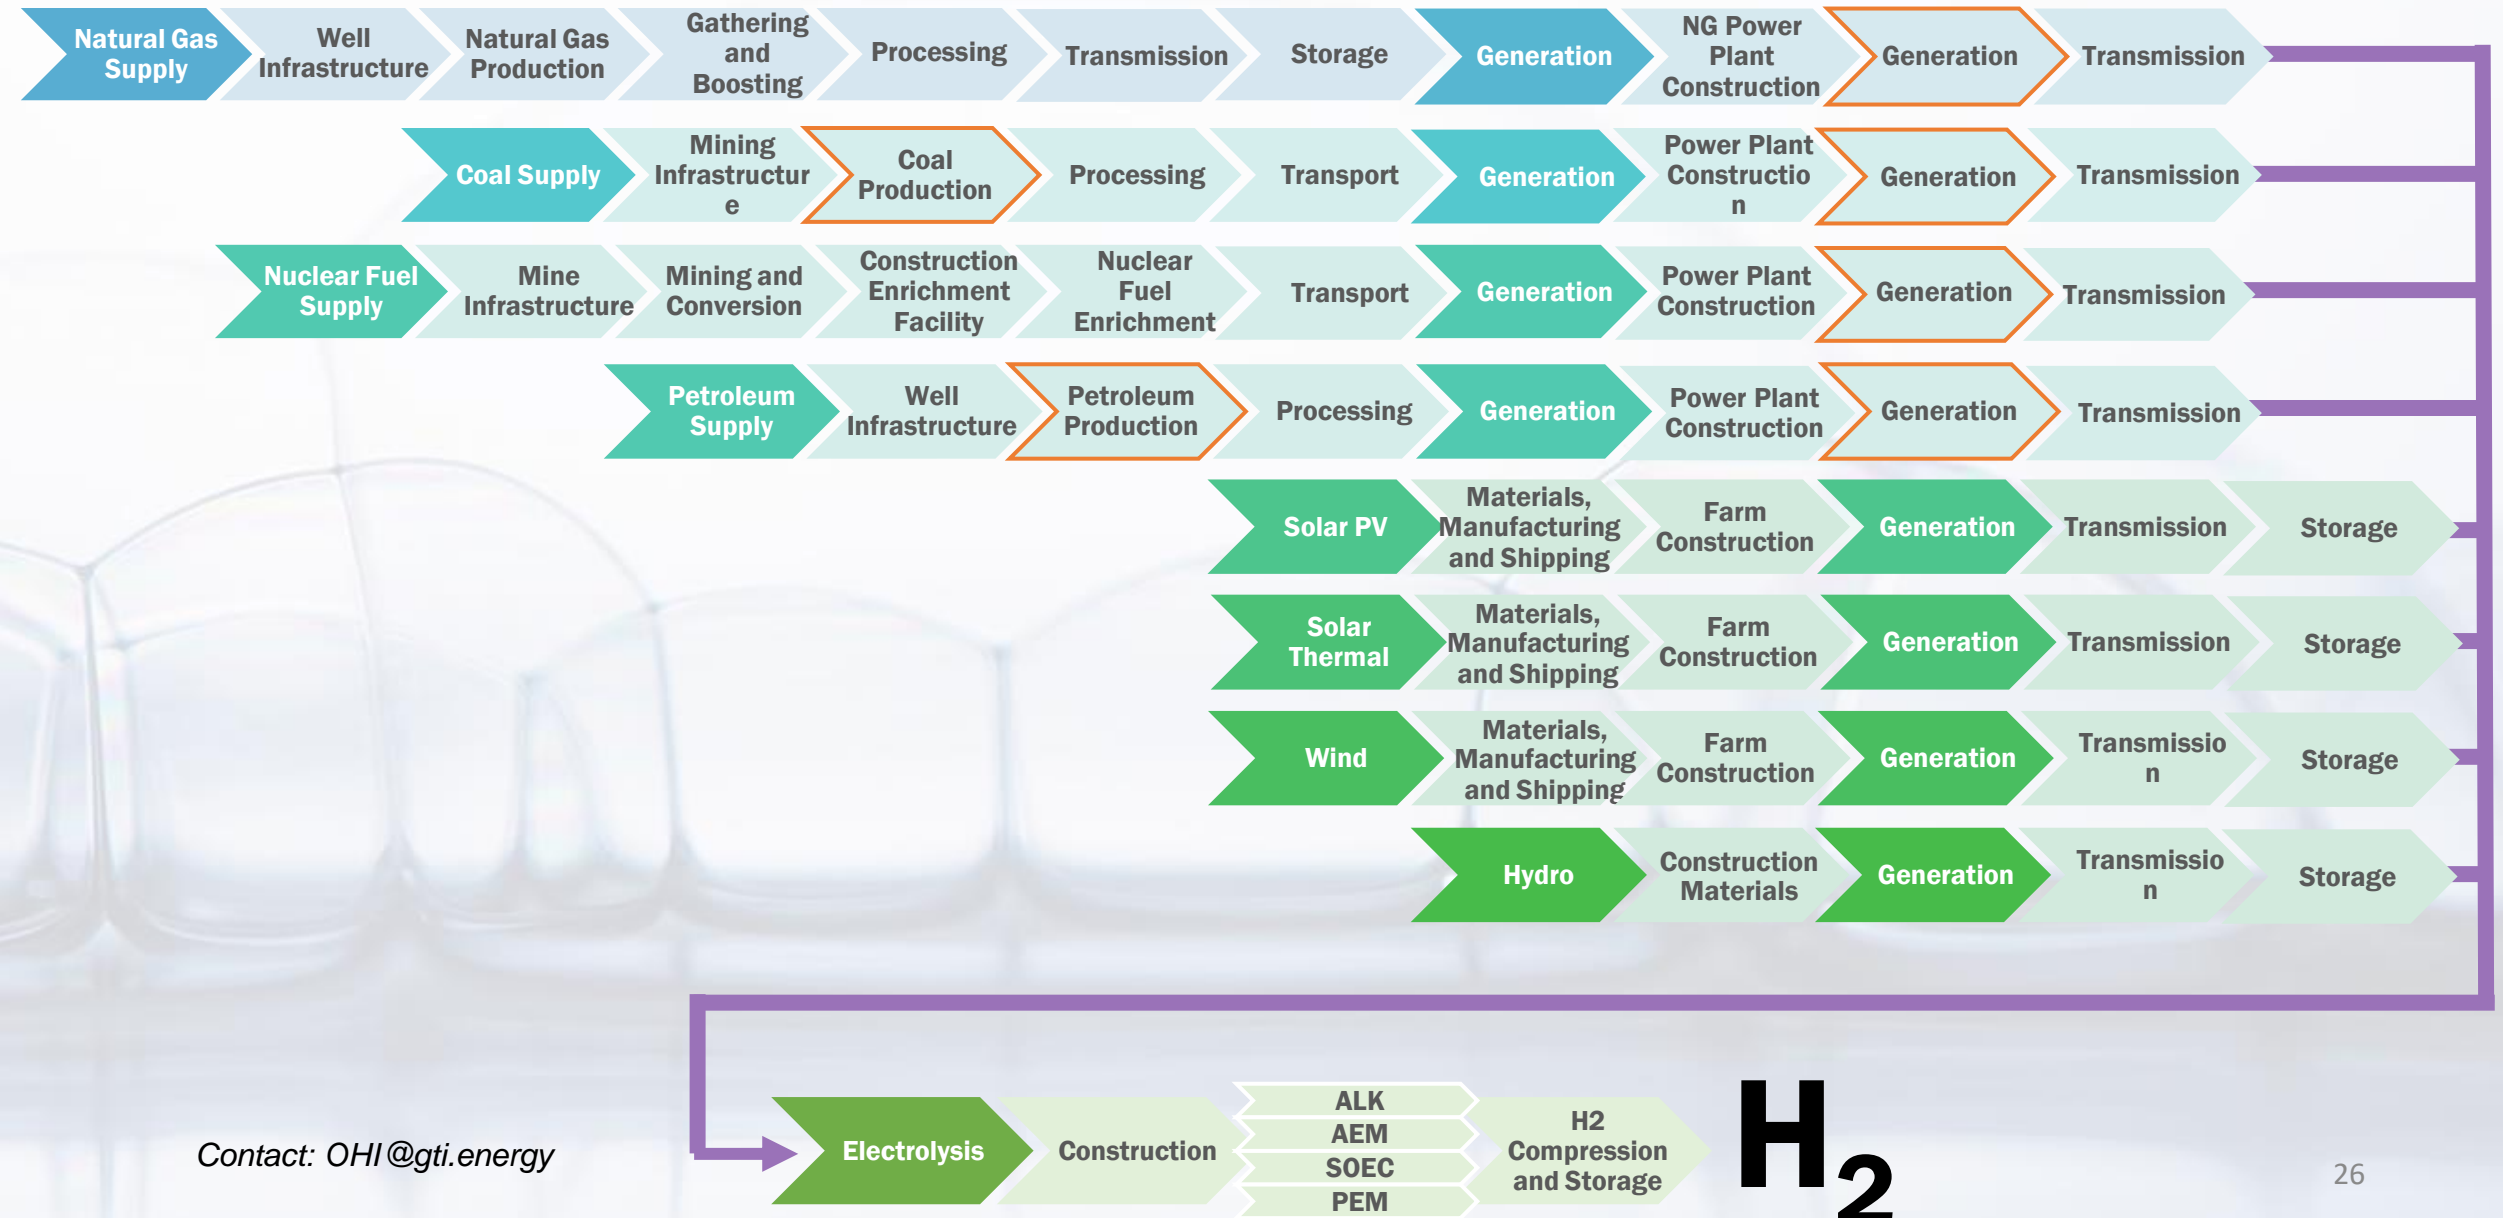 Natural Gas
Supply
Well
Infrastructure
Natural Gas
Production
Gathering
and
Boosting
Processing
Transmission
Storage
Generation
NG Power
Plant
Construction
Generation
Transmission
Coal Supply
Mining
Infrastructur
e
Coal
Production
Processing
Transport
Generation
Power Plant
Constructio
n
Generation
Transmission
Nuclear Fuel
Supply
Mine
Infrastructure
Mining and
Conversion
Construction
Enrichment
Facility
Nuclear
Fuel
Enrichment
Transport
Generation
Power Plant
Construction
Generation
Transmission
Petroleum
Supply
Well
Infrastructure
Petroleum
Production
Processing
Generation
Power Plant
Construction
Generation
Transmission
Solar PV
Materials,
Manufacturing
and Shipping
Farm
Construction
Generation
Transmission
Storage
Solar
Thermal
Materials,
Manufacturing
and Shipping
Farm
Construction
Generation
Transmission
Storage
Wind
Materials,
Manufacturing
and Shipping
Farm
Construction
Generation
Transmissio
n
Storage
Hydro
Construction
Materials
Generation
Transmissio
n
Storage
Electrolysis
Construction
ALK
AEM
SOEC
PEM
H2
Compression
and Storage
H2
Contact: OHI@gti.energy
26